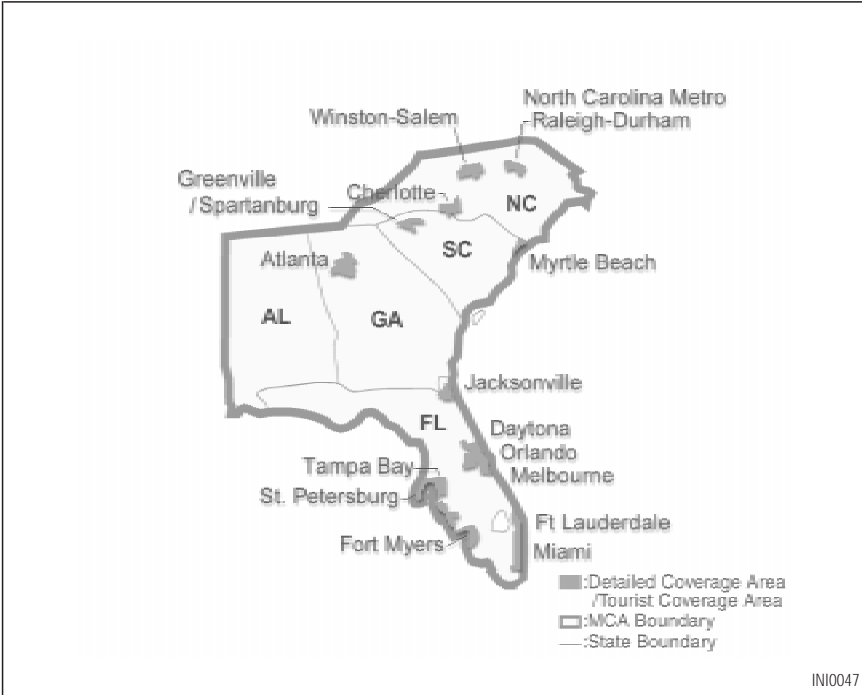 North Carolina Metro
Raleigh-Durham
Winston-Salem
Greenville
/Spartanburg
Cherlotte
NC
SC
Myrtle Beach
Atlanta
AL
GA
Jacksonville
FL
Daytona
Orlando
Melbourne
Tampa Bay
St. Petersburg
Ft Lauderdale
Fort Myers
Miami
:Detailed Coverage Area
/Tourist Coverage Area
:MCA Boundary
:State Boundary
INI0047